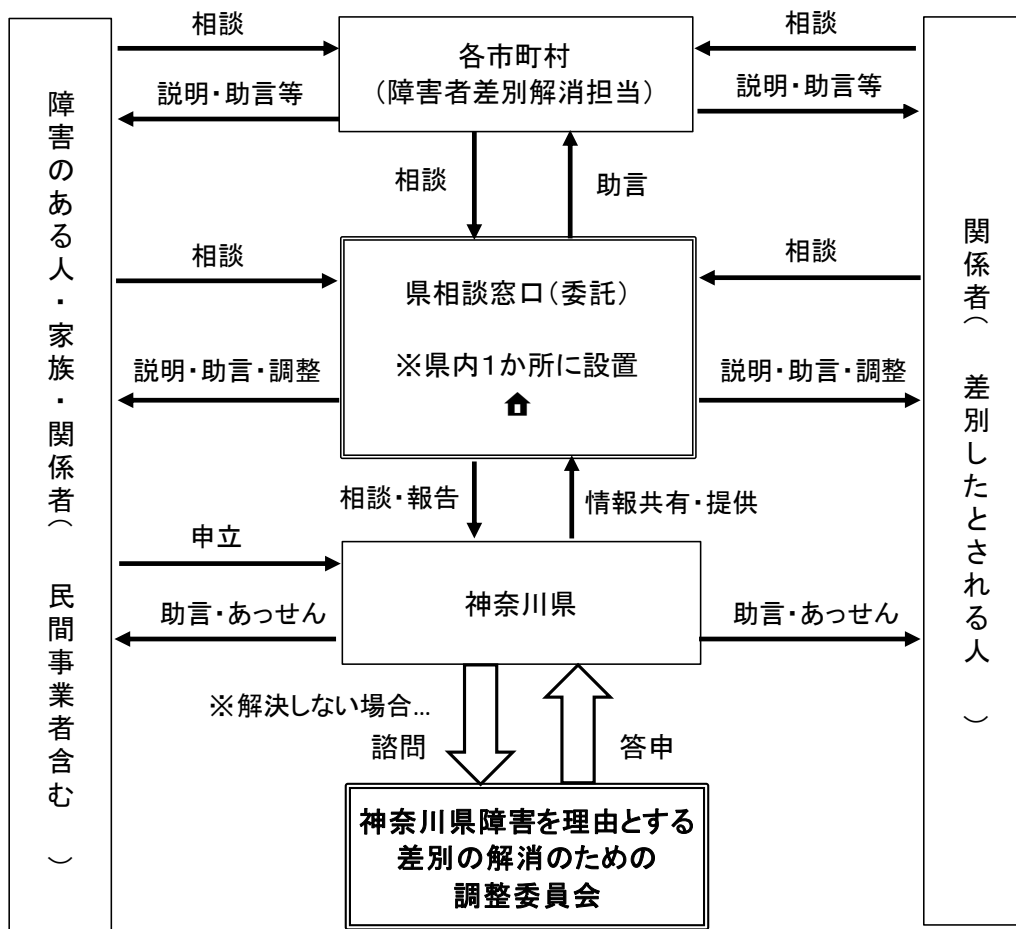 障害のある人・家族・関係者（民間事業者含む）
相談
説明・助言等
各市町村
（障害者差別解消担当）
相談
説明・助言等
相談
助言
相談
説明・助言・調整
県相談窓口（委託）
※県内１か所に設置
相談
説明・助言・調整
相談・報告
情報共有・提供
申立
助言・あっせん
神奈川県
助言・あっせん
※解決しない場合…
諮問
答申
神奈川県障害を理由とする
差別の解消のための
調整委員会
関係者（差別したとされる人）